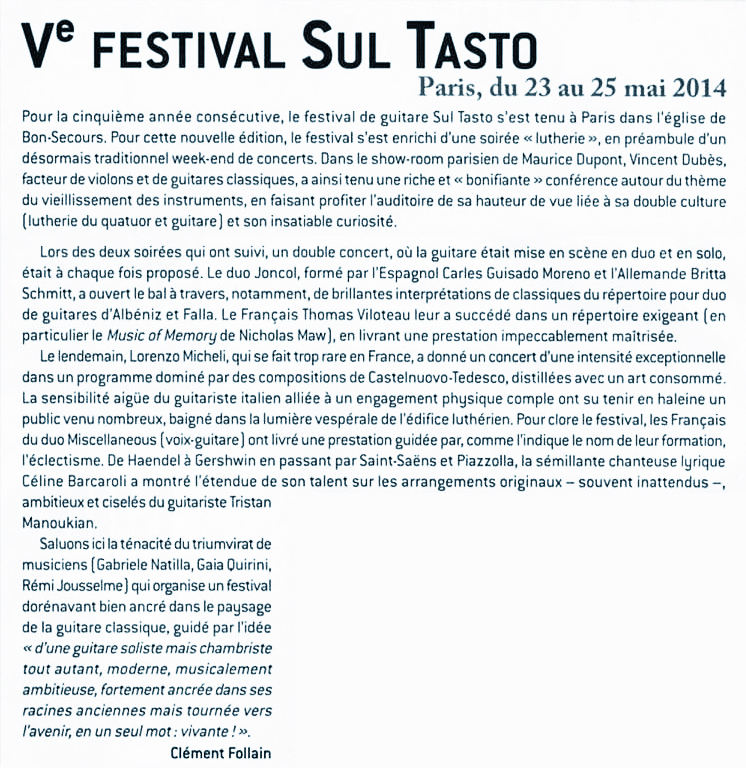 Ve FESTIVAL SUL TASTO
Paris, du 23 au 25 mai 2014
Pour la cinquième année consécutive, le festival de guitare Sul Tasto s'est tenu à Paris dans l'église de
Bon-Secours. Pour cette nouvelle édition, le festival s'est enrichi d'une soirée « lutherie », en préambule d'un
désormais traditionnel week-end de concerts. Dans le show-room parisien de Maurice Dupont, Vincent Dubès,
facteur de violons et de guitares classiques, a ainsi tenu une riche et « bonifiante » conférence autour du thème
du vieillissement des instruments, en faisant profiter l'auditoire de sa hauteur de vue liée à sa double culture
(lutherie du quatuor et guitare) et son insatiable curiosité.
Lors des deux soirées qui ont suivi, un double concert, où la guitare était mise en scène en duo et en solo,
était à chaque fois proposé. Le duo Joncol, formé par l'Espagnol Carles Guisado Moreno et l'Allemande Britta
Schmitt, a ouvert le bal à travers, notamment, de brillantes interprétations de classiques du répertoire pour duo
de guitares d'Albéniz et Falla. Le Français Thomas Viloteau leur a succédé dans un répertoire exigeant (en
particulier le Music of Memory de Nicholas Maw), en livrant une prestation impeccablement maîtrisée.
Le lendemain, Lorenzo Micheli, qui se fait trop rare en France, a donné un concert d'une intensité exceptionnelle
dans un programme dominé par des compositions de Castelnuovo-Tedesco, distillées avec un art consommé.
La sensibilité aigüe du guitariste italien alliée à un engagement physique comple ont su tenir en haleine un
public venu nombreux, baigné dans la lumière vespérale de l'édifice luthérien. Pour clore le festival, les Français
du duo Miscellaneous (voix-guitare) ont livré une prestation guidée par, comme l'indique le nom de leur formation,
l'éclectisme. De Haendel à Gershwin en passant par Saint-Saëns et Piazzolla, la sémillante chanteuse lyrique
Céline Barcaroli a montré l'étendue de son talent sur les arrangements originaux – souvent inattendus –,
ambitieux et ciselés du guitariste Tristan
Manoukian.
Saluons ici la ténacité du triumvirat de
musiciens (Gabriele Natilla, Gaia Quirini,
Rémi Jousselme) qui organise un festival
dorénavant bien ancré dans le paysage
de la guitare classique, guidé par l'idée
« d'une guitare soliste mais chambriste
tout autant, moderne, musicalement
ambitieuse, fortement ancrée dans ses
racines anciennes mais tournée vers
l'avenir, en un seul mot : vivante ! ».
Clément Follain